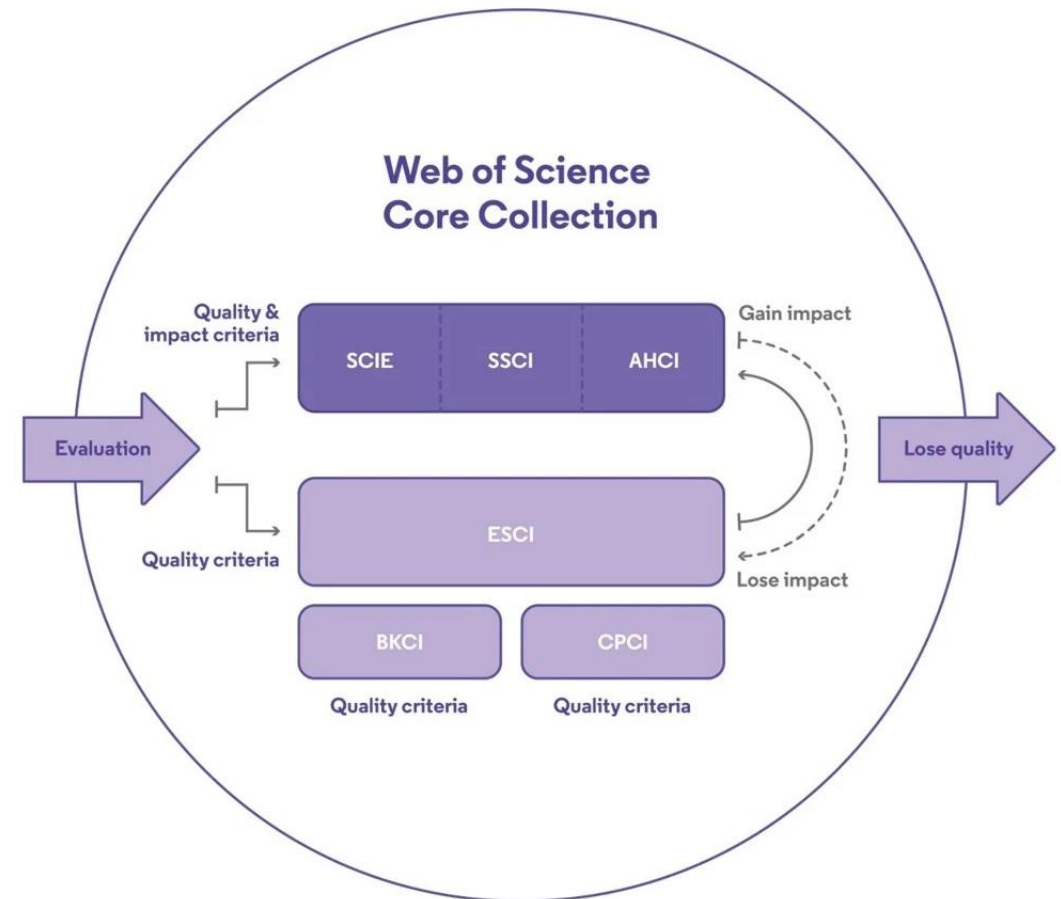 Web of Science
Core Collection
Quality &
impact criteria
SCIE
SSCI
AHCI
Gain impact
Evaluation
Lose quality
ESCI
Quality criteria
Lose impact
BKCI
CPCI
Quality criteria
Quality criteria